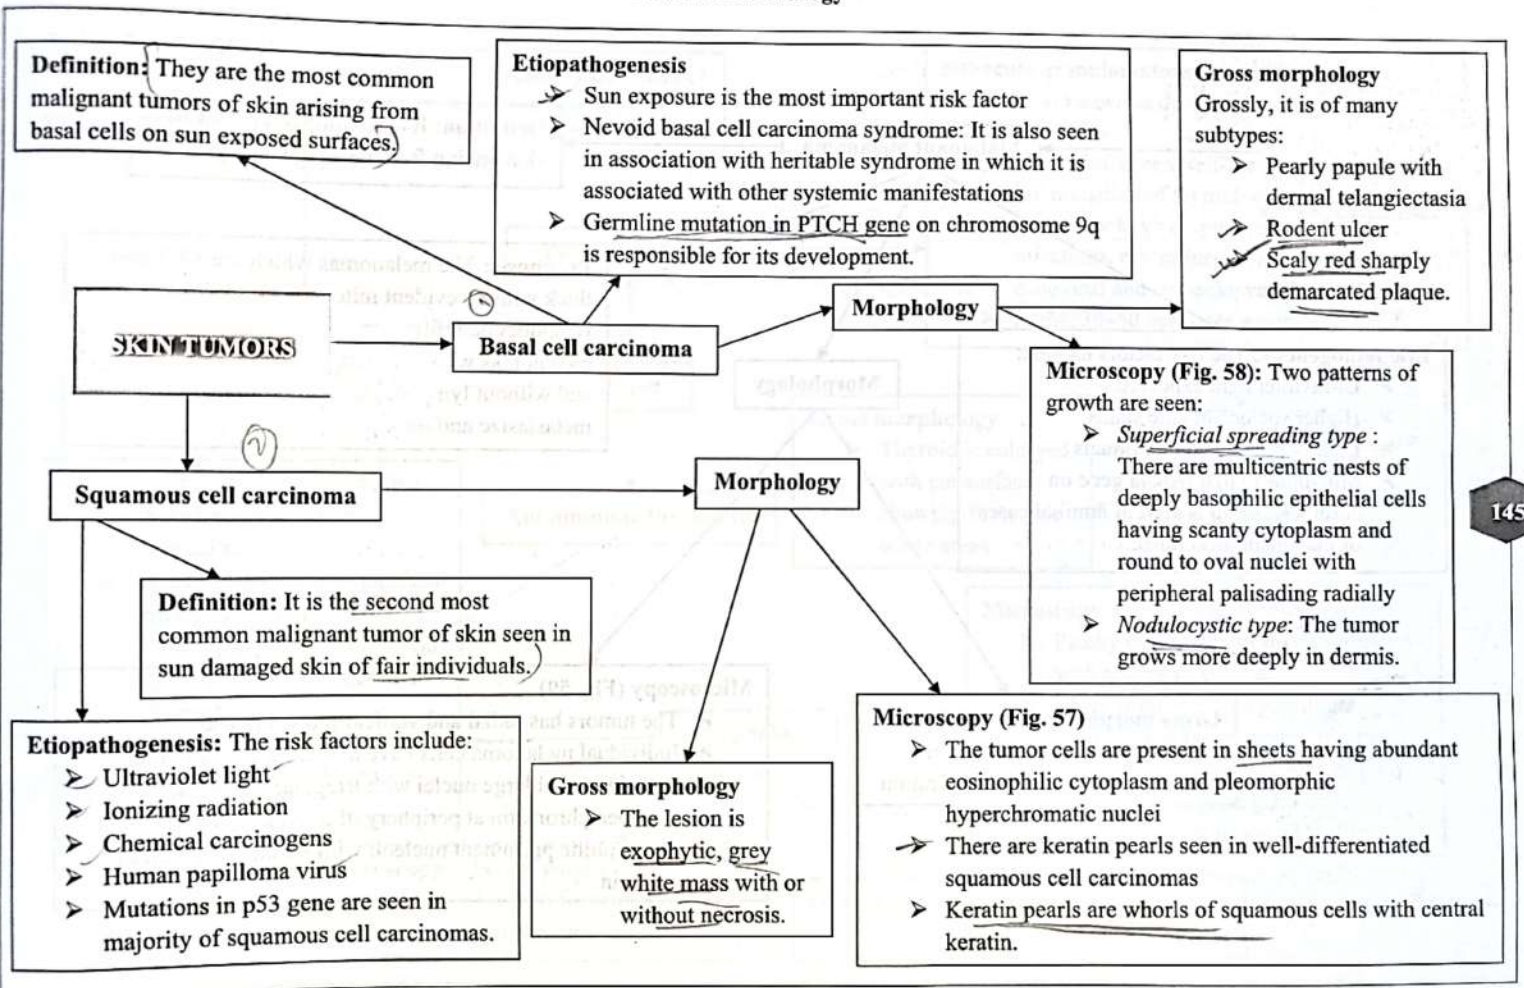 Definition: They are the most common
malignant tumors of skin arising from
basal cells on sun exposed surfaces.
Etiopathogenesis
➢ Sun exposure is the most important risk factor
➢ Nevoid basal cell carcinoma syndrome: It is also seen
in association with heritable syndrome in which it is
associated with other systemic manifestations
➢ Germline mutation in PTCH gene on chromosome 9q
is responsible for its development.
Gross morphology
Grossly, it is of many
subtypes:
➢ Pearly papule with
dermal telangiectasia
➢ Rodent ulcer
➢ Scaly red sharply
demarcated plaque.
SKIN TUMORS
Basal cell carcinoma
Morphology
Microscopy (Fig. 58): Two patterns of
growth are seen:
➢ Superficial spreading type :
There are multicentric nests of
deeply basophilic epithelial cells
having scanty cytoplasm and
round to oval nuclei with
peripheral palisading radially
➢ Nodulocystic type: The tumor
grows more deeply in dermis.
145
Squamous cell carcinoma
Morphology
Definition: It is the second most
common malignant tumor of skin seen in
sun damaged skin of fair individuals.
Etiopathogenesis: The risk factors include:
➢ Ultraviolet light
➢ Ionizing radiation
➢ Chemical carcinogens
➢ Human papilloma virus
➢ Mutations in p53 gene are seen in
majority of squamous cell carcinomas.
Gross morphology
➢ The lesion is
exophytic, grey
white mass with or
without necrosis.
Microscopy (Fig. 57)
➢ The tumor cells are present in sheets having abundant
eosinophilic cytoplasm and pleomorphic
hyperchromatic nuclei
➢ There are keratin pearls seen in well-differentiated
squamous cell carcinomas
➢ Keratin pearls are whorls of squamous cells with central
keratin.